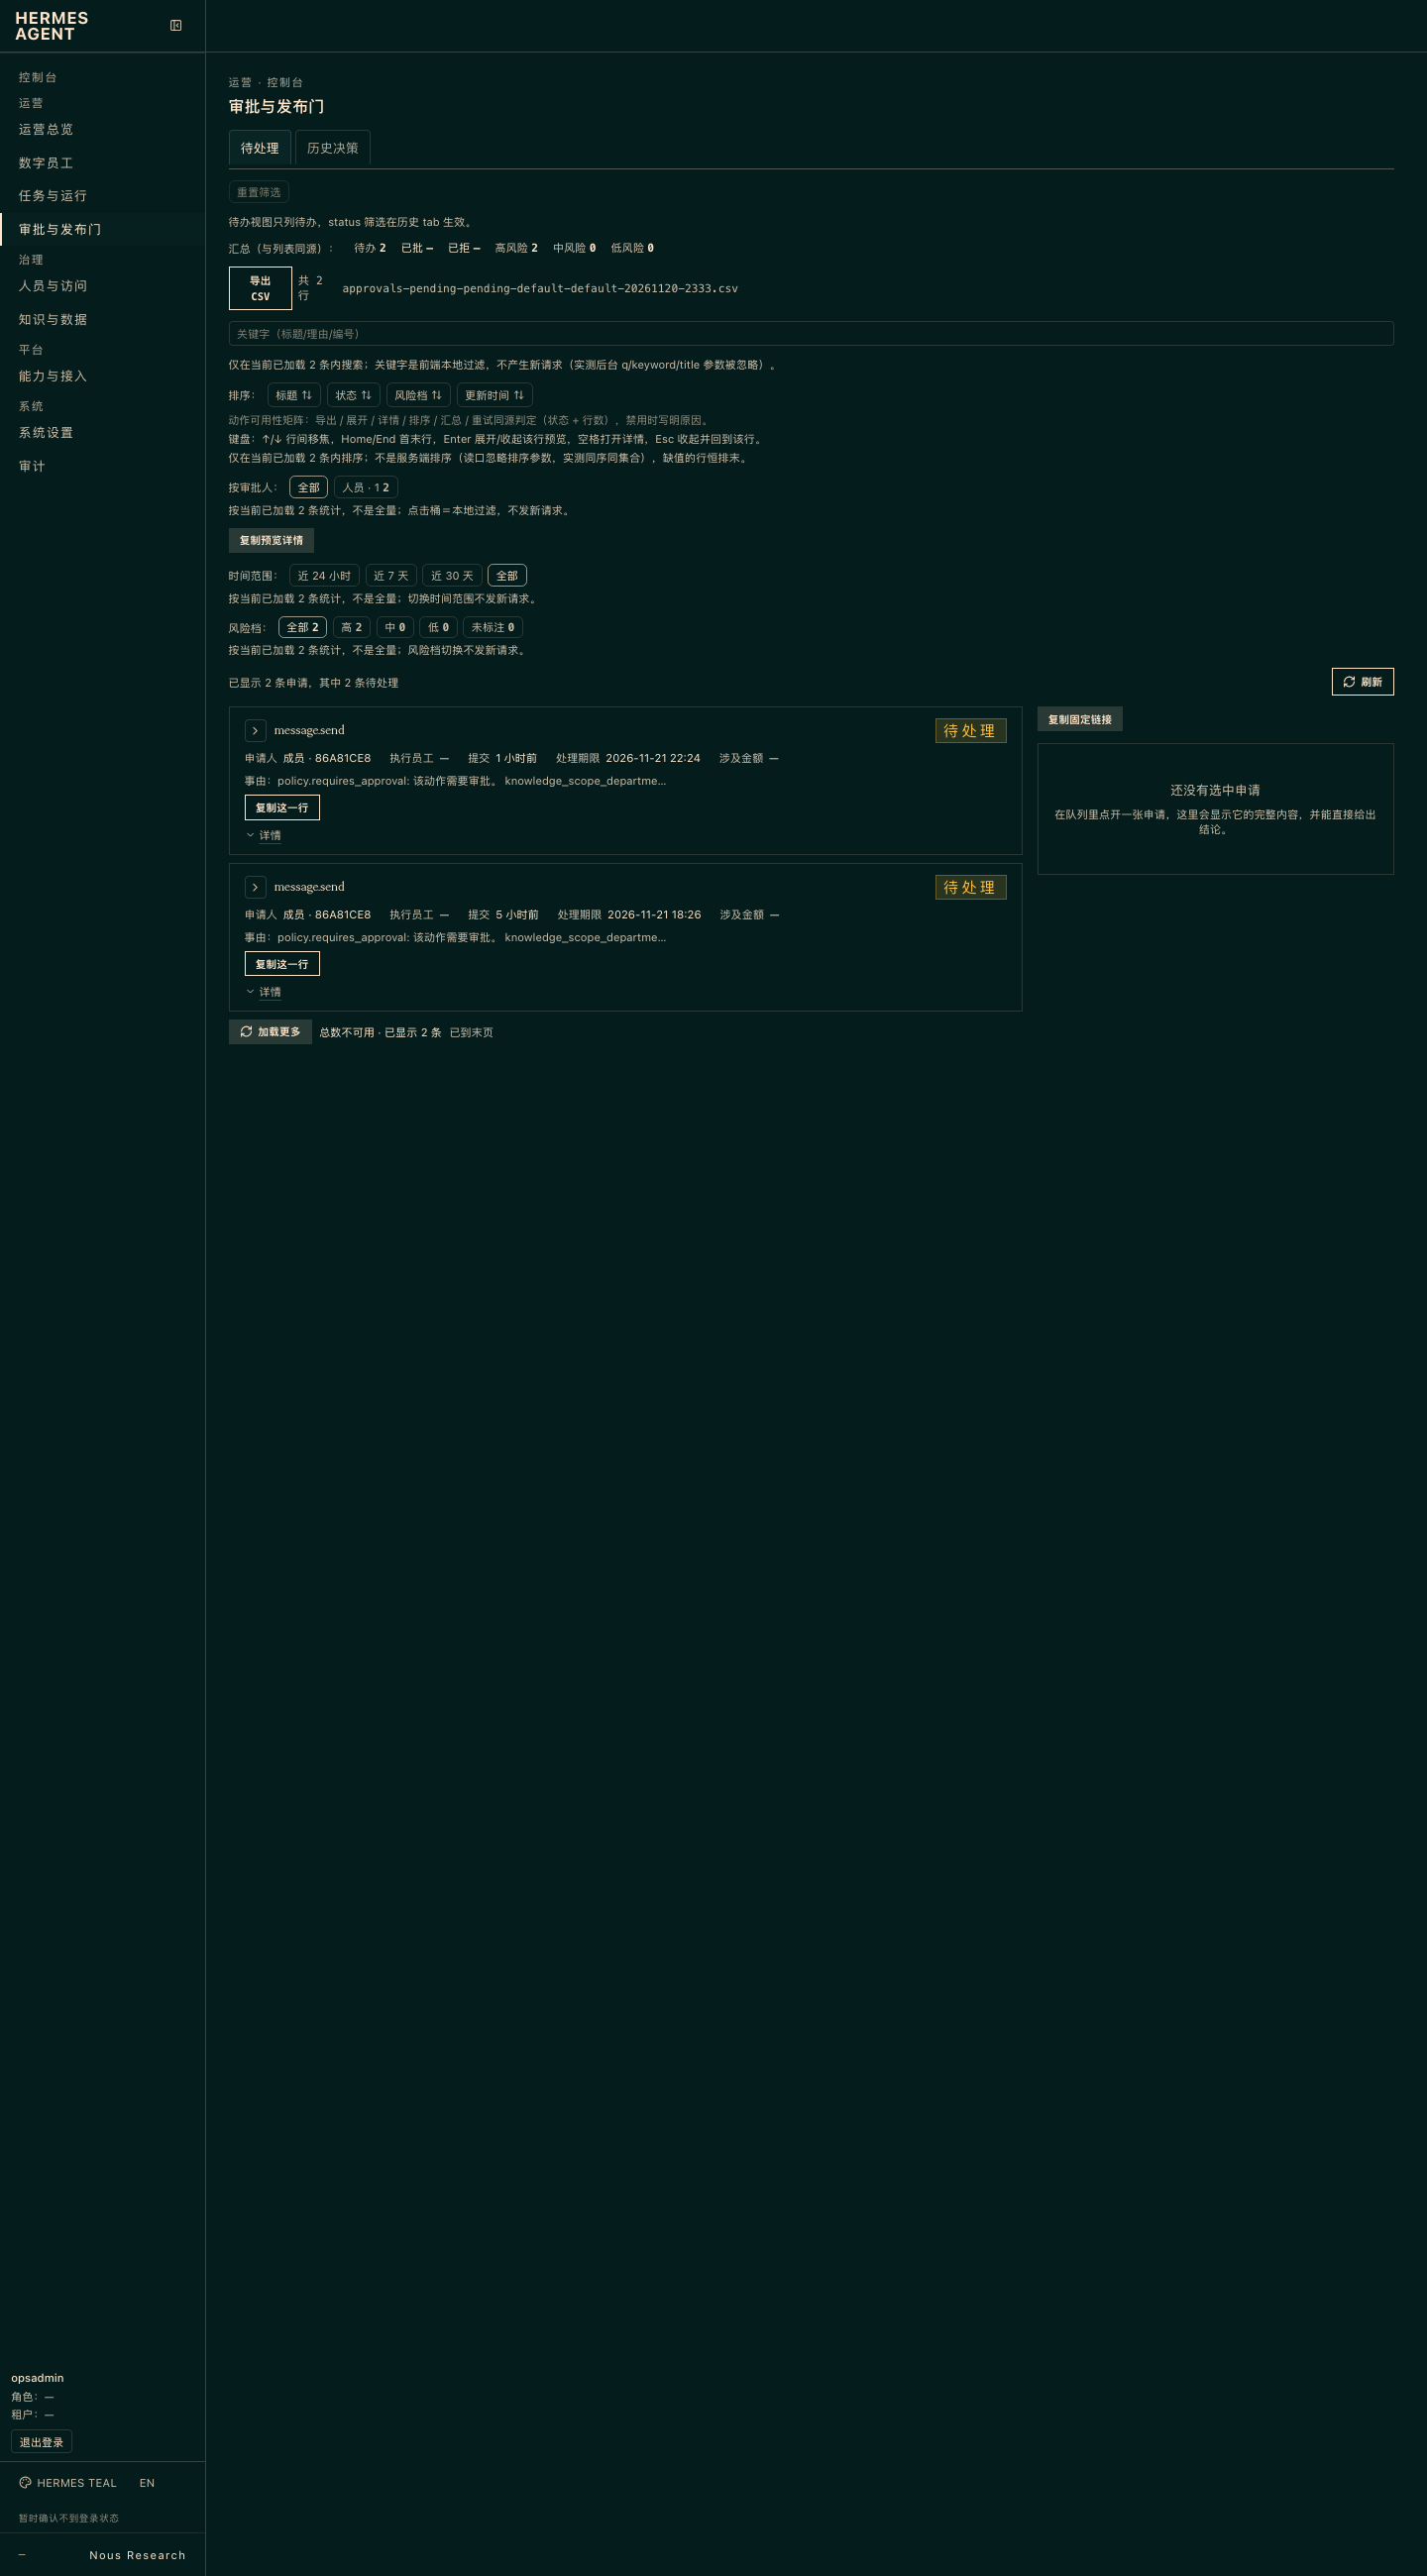 HERMES
AGENT
控制台
运营
运营总览
数字员工
任务与运行
审批与发布门
治理
人员与访问
知识与数据
平台
能力与接入
系统
系统设置
审计
opsadmin
角色：—
租户：—
退出登录
HERMES TEAL EN
暂时确认不到登录状态
— Nous Research
运营 · 控制台
审批与发布门
待处理 历史决策
重置筛选
待办视图只列待办，status 筛选在历史 tab 生效。
汇总（与列表同源）： 待办 2 已批 — 已拒 — 高风险 2 中风险 0 低风险 0
导出 CSV 共 2 行 approvals-pending-pending-default-default-20261120-2333.csv
关键字（标题/理由/编号）
仅在当前已加载 2 条内搜索；关键字是前端本地过滤，不产生新请求（实测后台 q/keyword/title 参数被忽略）。
排序： 标题 ⇅ 状态 ⇅ 风险档 ⇅ 更新时间 ⇅
动作可用性矩阵：导出 / 展开 / 详情 / 排序 / 汇总 / 重试同源判定（状态 + 行数），禁用时写明原因。
键盘：↑/↓ 行间移焦，Home/End 首末行，Enter 展开/收起该行预览，空格打开详情，Esc 收起并回到该行。
仅在当前已加载 2 条内排序；不是服务端排序（读口忽略排序参数，实测同序同集合），缺值的行恒排末。
按审批人： 全部 人员 · 1 2
按当前已加载 2 条统计，不是全量；点击桶＝本地过滤，不发新请求。
复制预览详情
时间范围： 近 24 小时 近 7 天 近 30 天 全部
按当前已加载 2 条统计，不是全量；切换时间范围不发新请求。
风险档： 全部 2 高 2 中 0 低 0 未标注 0
按当前已加载 2 条统计，不是全量；风险档切换不发新请求。
已显示 2 条申请，其中 2 条待处理 刷新
message.send 待处理
申请人 成员 · 86A81CE8 执行员工 — 提交 1 小时前 处理期限 2026-11-21 22:24 涉及金额 —
事由：policy.requires_approval: 该动作需要审批。 knowledge_scope_departme…
复制这一行
详情
message.send 待处理
申请人 成员 · 86A81CE8 执行员工 — 提交 5 小时前 处理期限 2026-11-21 18:26 涉及金额 —
事由：policy.requires_approval: 该动作需要审批。 knowledge_scope_departme…
复制这一行
详情
加载更多 总数不可用 · 已显示 2 条 已到末页
复制固定链接
还没有选中申请
在队列里点开一张申请，这里会显示它的完整内容，并能直接给出
结论。